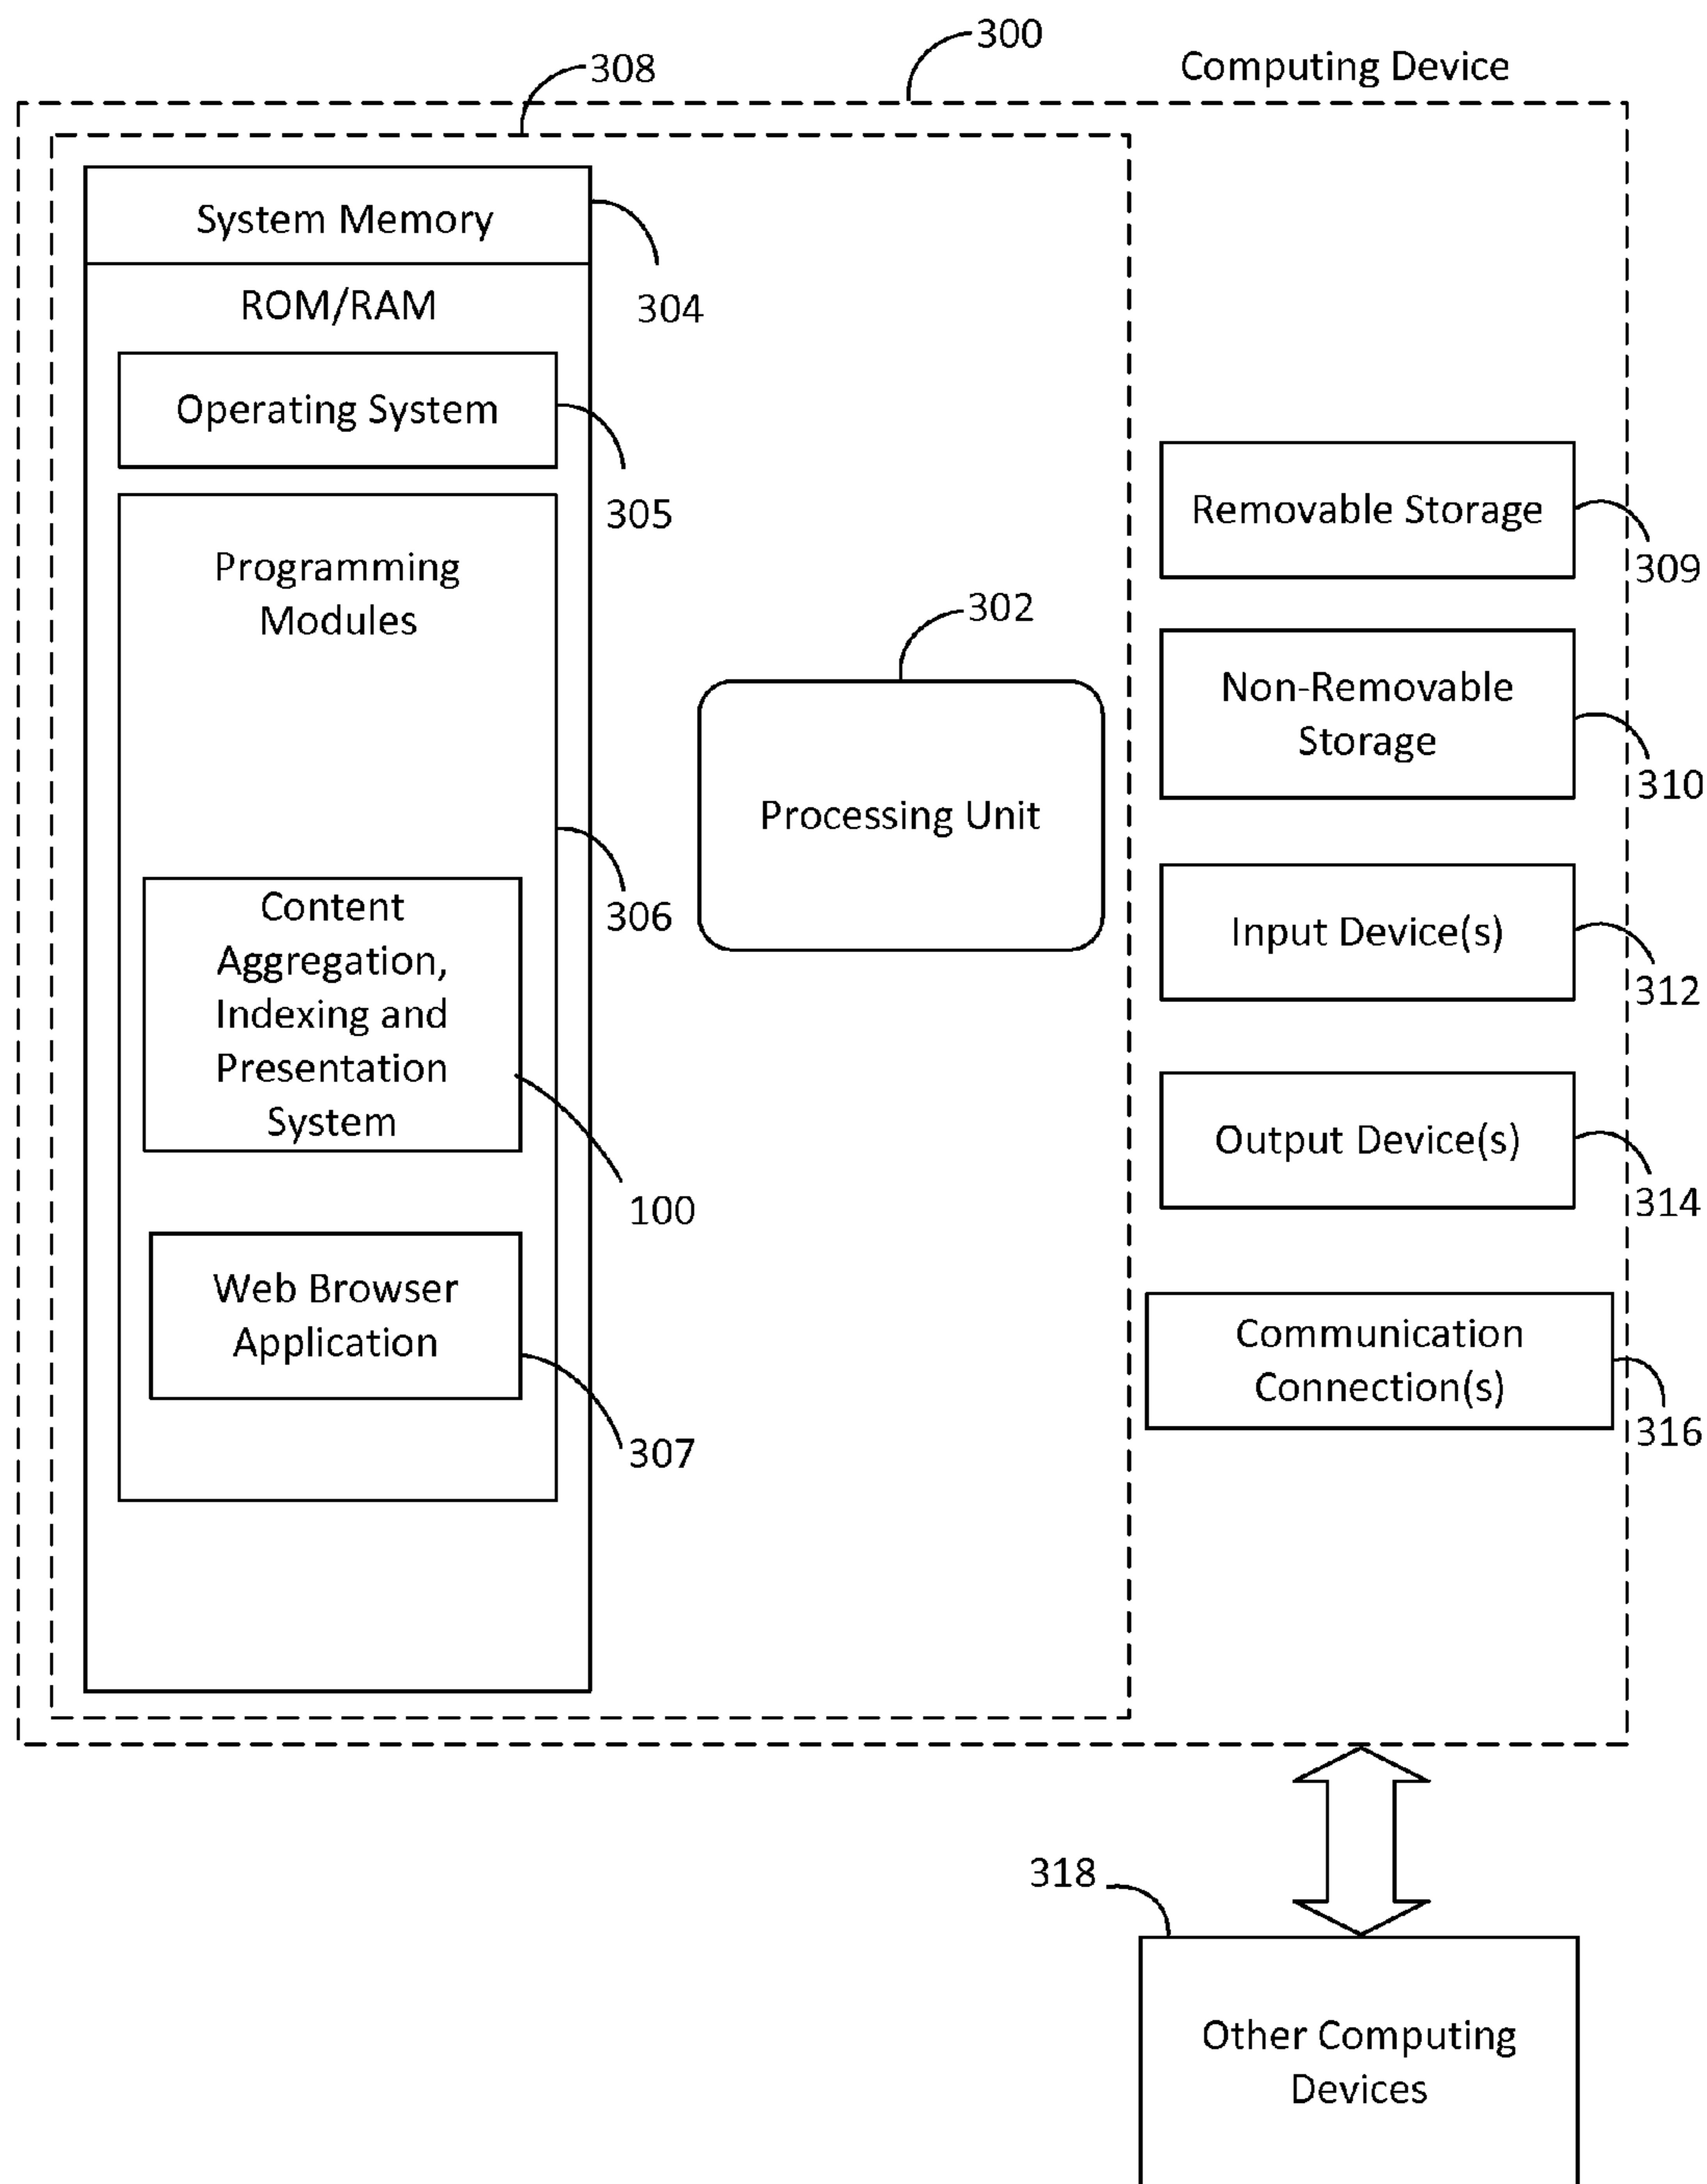 300
Computing Device
308
System Memory
304
ROM/RAM
Operating System
305
Programming
Modules
306
Content
Aggregation,
Indexing and
Presentation
System
100
Web Browser
Application
307
302
Processing Unit
Removable Storage
309
Non-Removable
Storage
310
Input Device(s)
312
Output Device(s)
314
Communication
Connection(s)
316
318
Other Computing
Devices